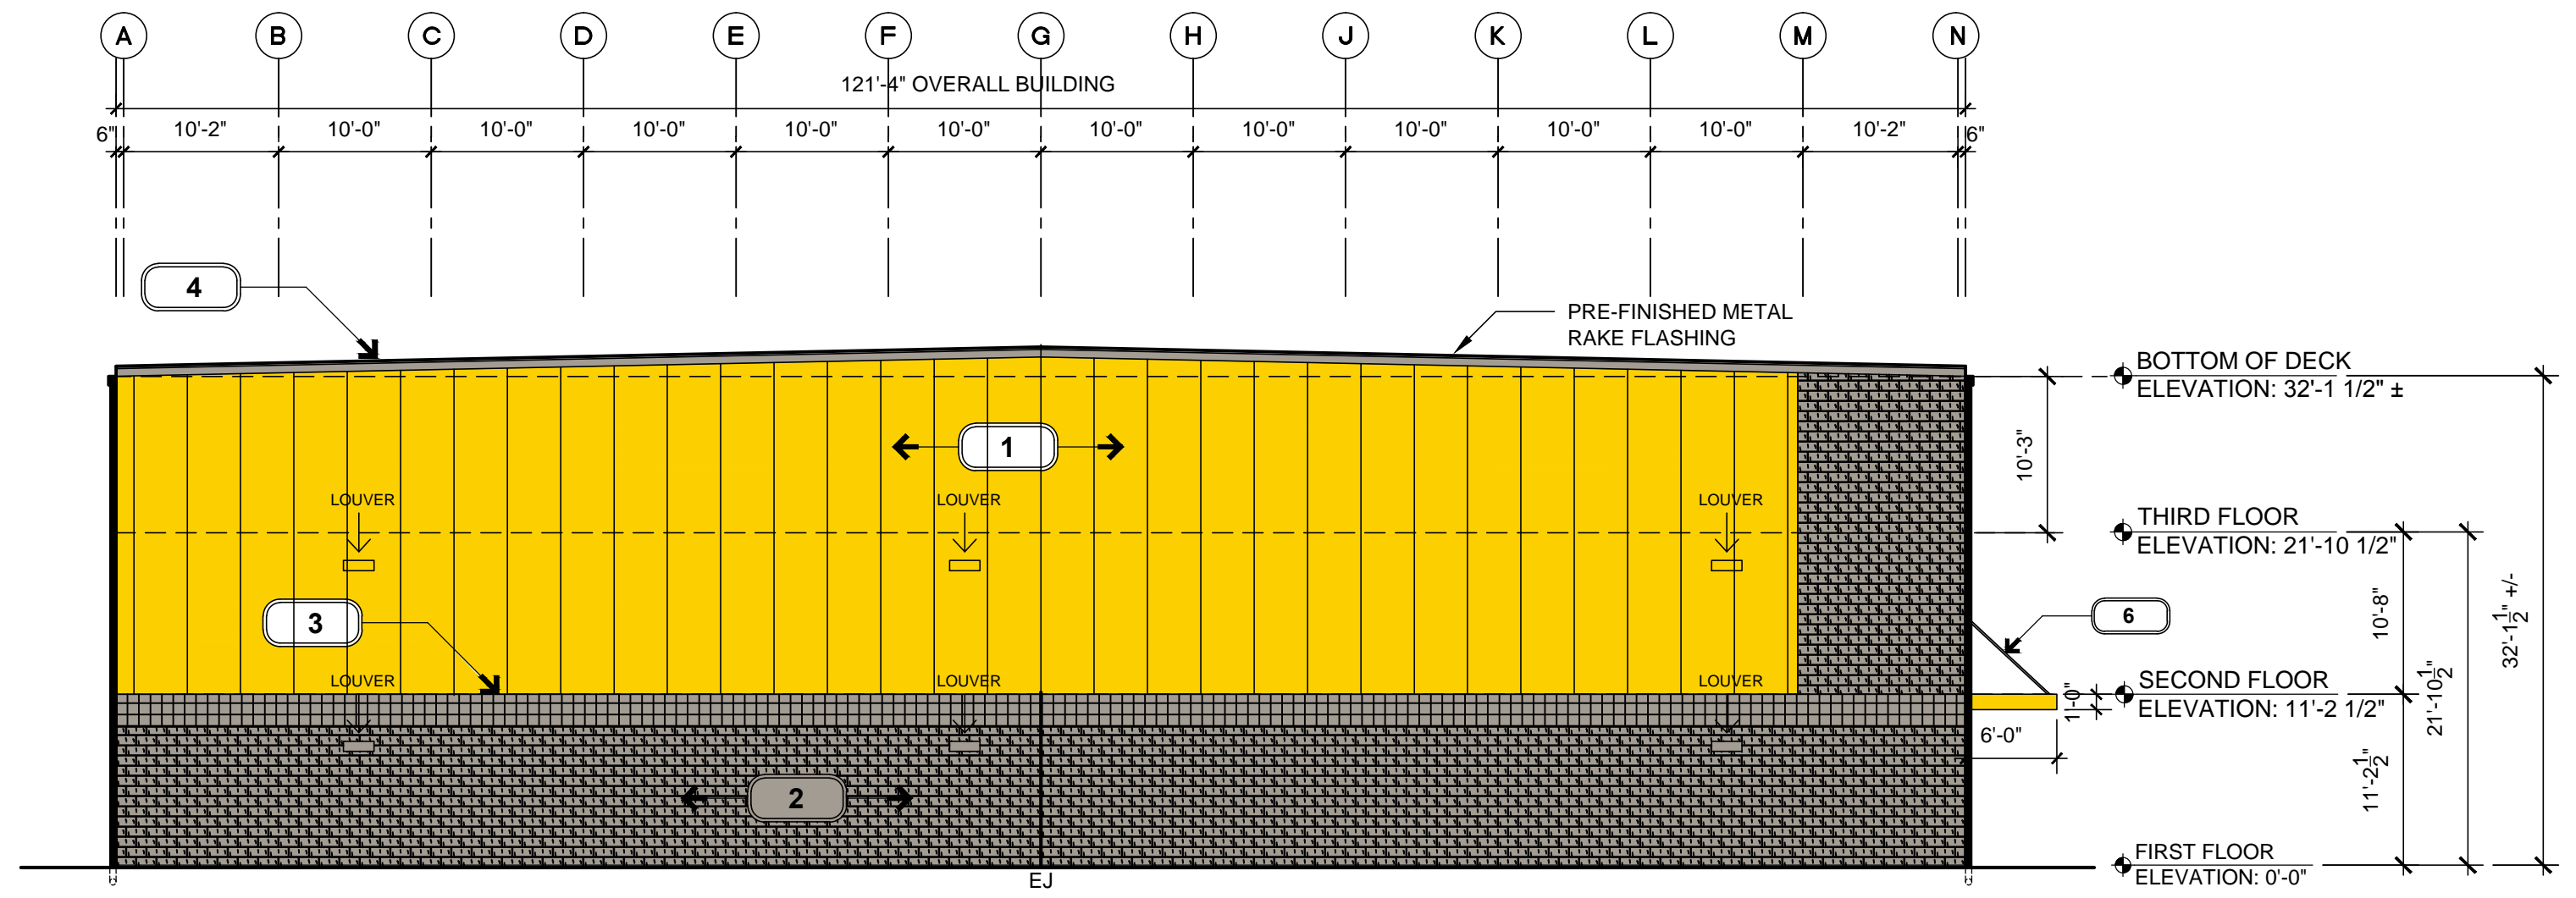 A B C D E F G H J K L M N
121'-4" OVERALL BUILDING
6" 10'-2" 10'-0" 10'-0" 10'-0" 10'-0" 10'-0" 10'-0" 10'-0" 10'-0" 10'-0" 10'-0" 10'-2" 6"
4
PRE-FINISHED METAL
RAKE FLASHING
BOTTOM OF DECK
ELEVATION: 32'-1 1/2" ±
1
10'-3"
LOUVER LOUVER LOUVER
THIRD FLOOR
ELEVATION: 21'-10 1/2"
3
6
10'-8"
32'-1 1/2" +/-
LOUVER LOUVER LOUVER
SECOND FLOOR
ELEVATION: 11'-2 1/2"
1'-0"
21'-10 1/2"
6'-0"
11'-2 1/2"
2
FIRST FLOOR
ELEVATION: 0'-0"
EJ